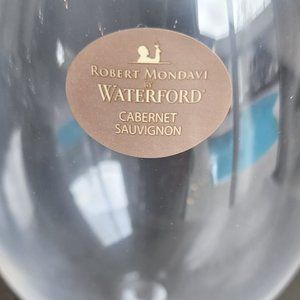 ROBERT MONDAVI
BY
WATERFORD
CABERNET
SAUVIGNON